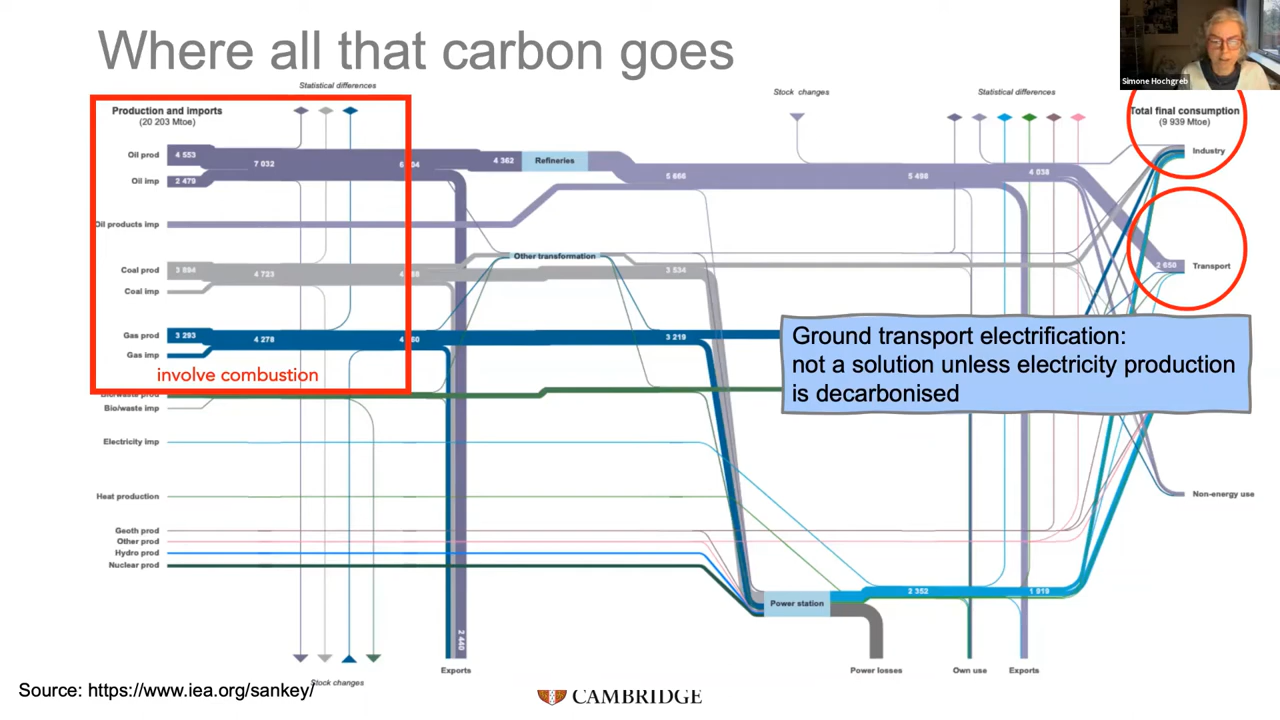 Where all that carbon goes
Simone Hochgreb
Statistical differences
Stock changes
Statistical differences
Production and imports
(20 203 Mtoe)
Total final consumption
(9 939 Mtoe)
Oil prod
4 553
7 032
4 362
Refineries
5 666
5 498
4 038
Industry
Oil imp
2 479
Oil products imp
Other transformation
Coal prod
4 723
3 534
2 650
Transport
Coal imp
Gas prod
3 293
4 278
3 219
Gas imp
involve combustion
Ground transport electrification:
not a solution unless electricity production
is decarbonised
Bio/waste imp
Electricity imp
Heat production
Non-energy use
Geoth prod
Other prod
Hydro prod
Nuclear prod
Power station
2 352
1 919
2 440
Exports
Power losses
Own use
Exports
Stock changes
Source: https://www.iea.org/sankey/
CAMBRIDGE